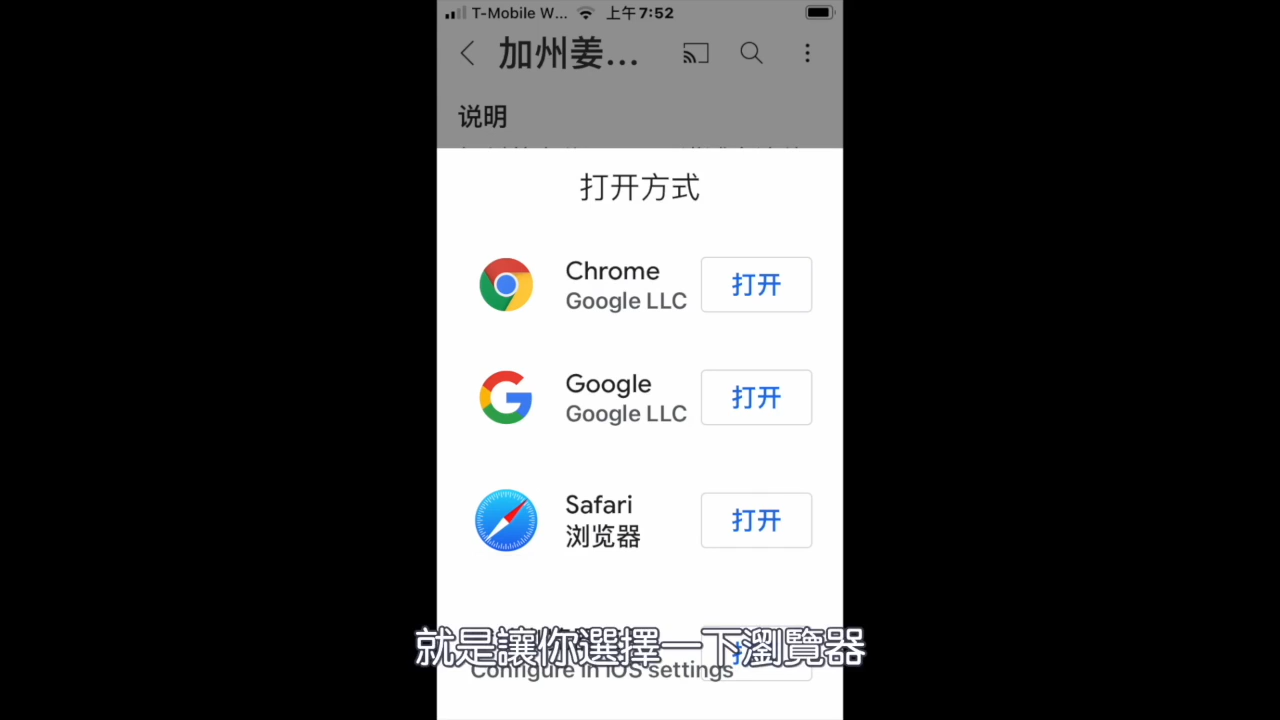 T-Mobile W... 上午7:52
加州姜...
说明
打开方式
Chrome
Google LLC
打开
Google
Google LLC
打开
Safari
浏览器
打开
就是讓你選擇一下瀏覽器
Configure in iOS settings